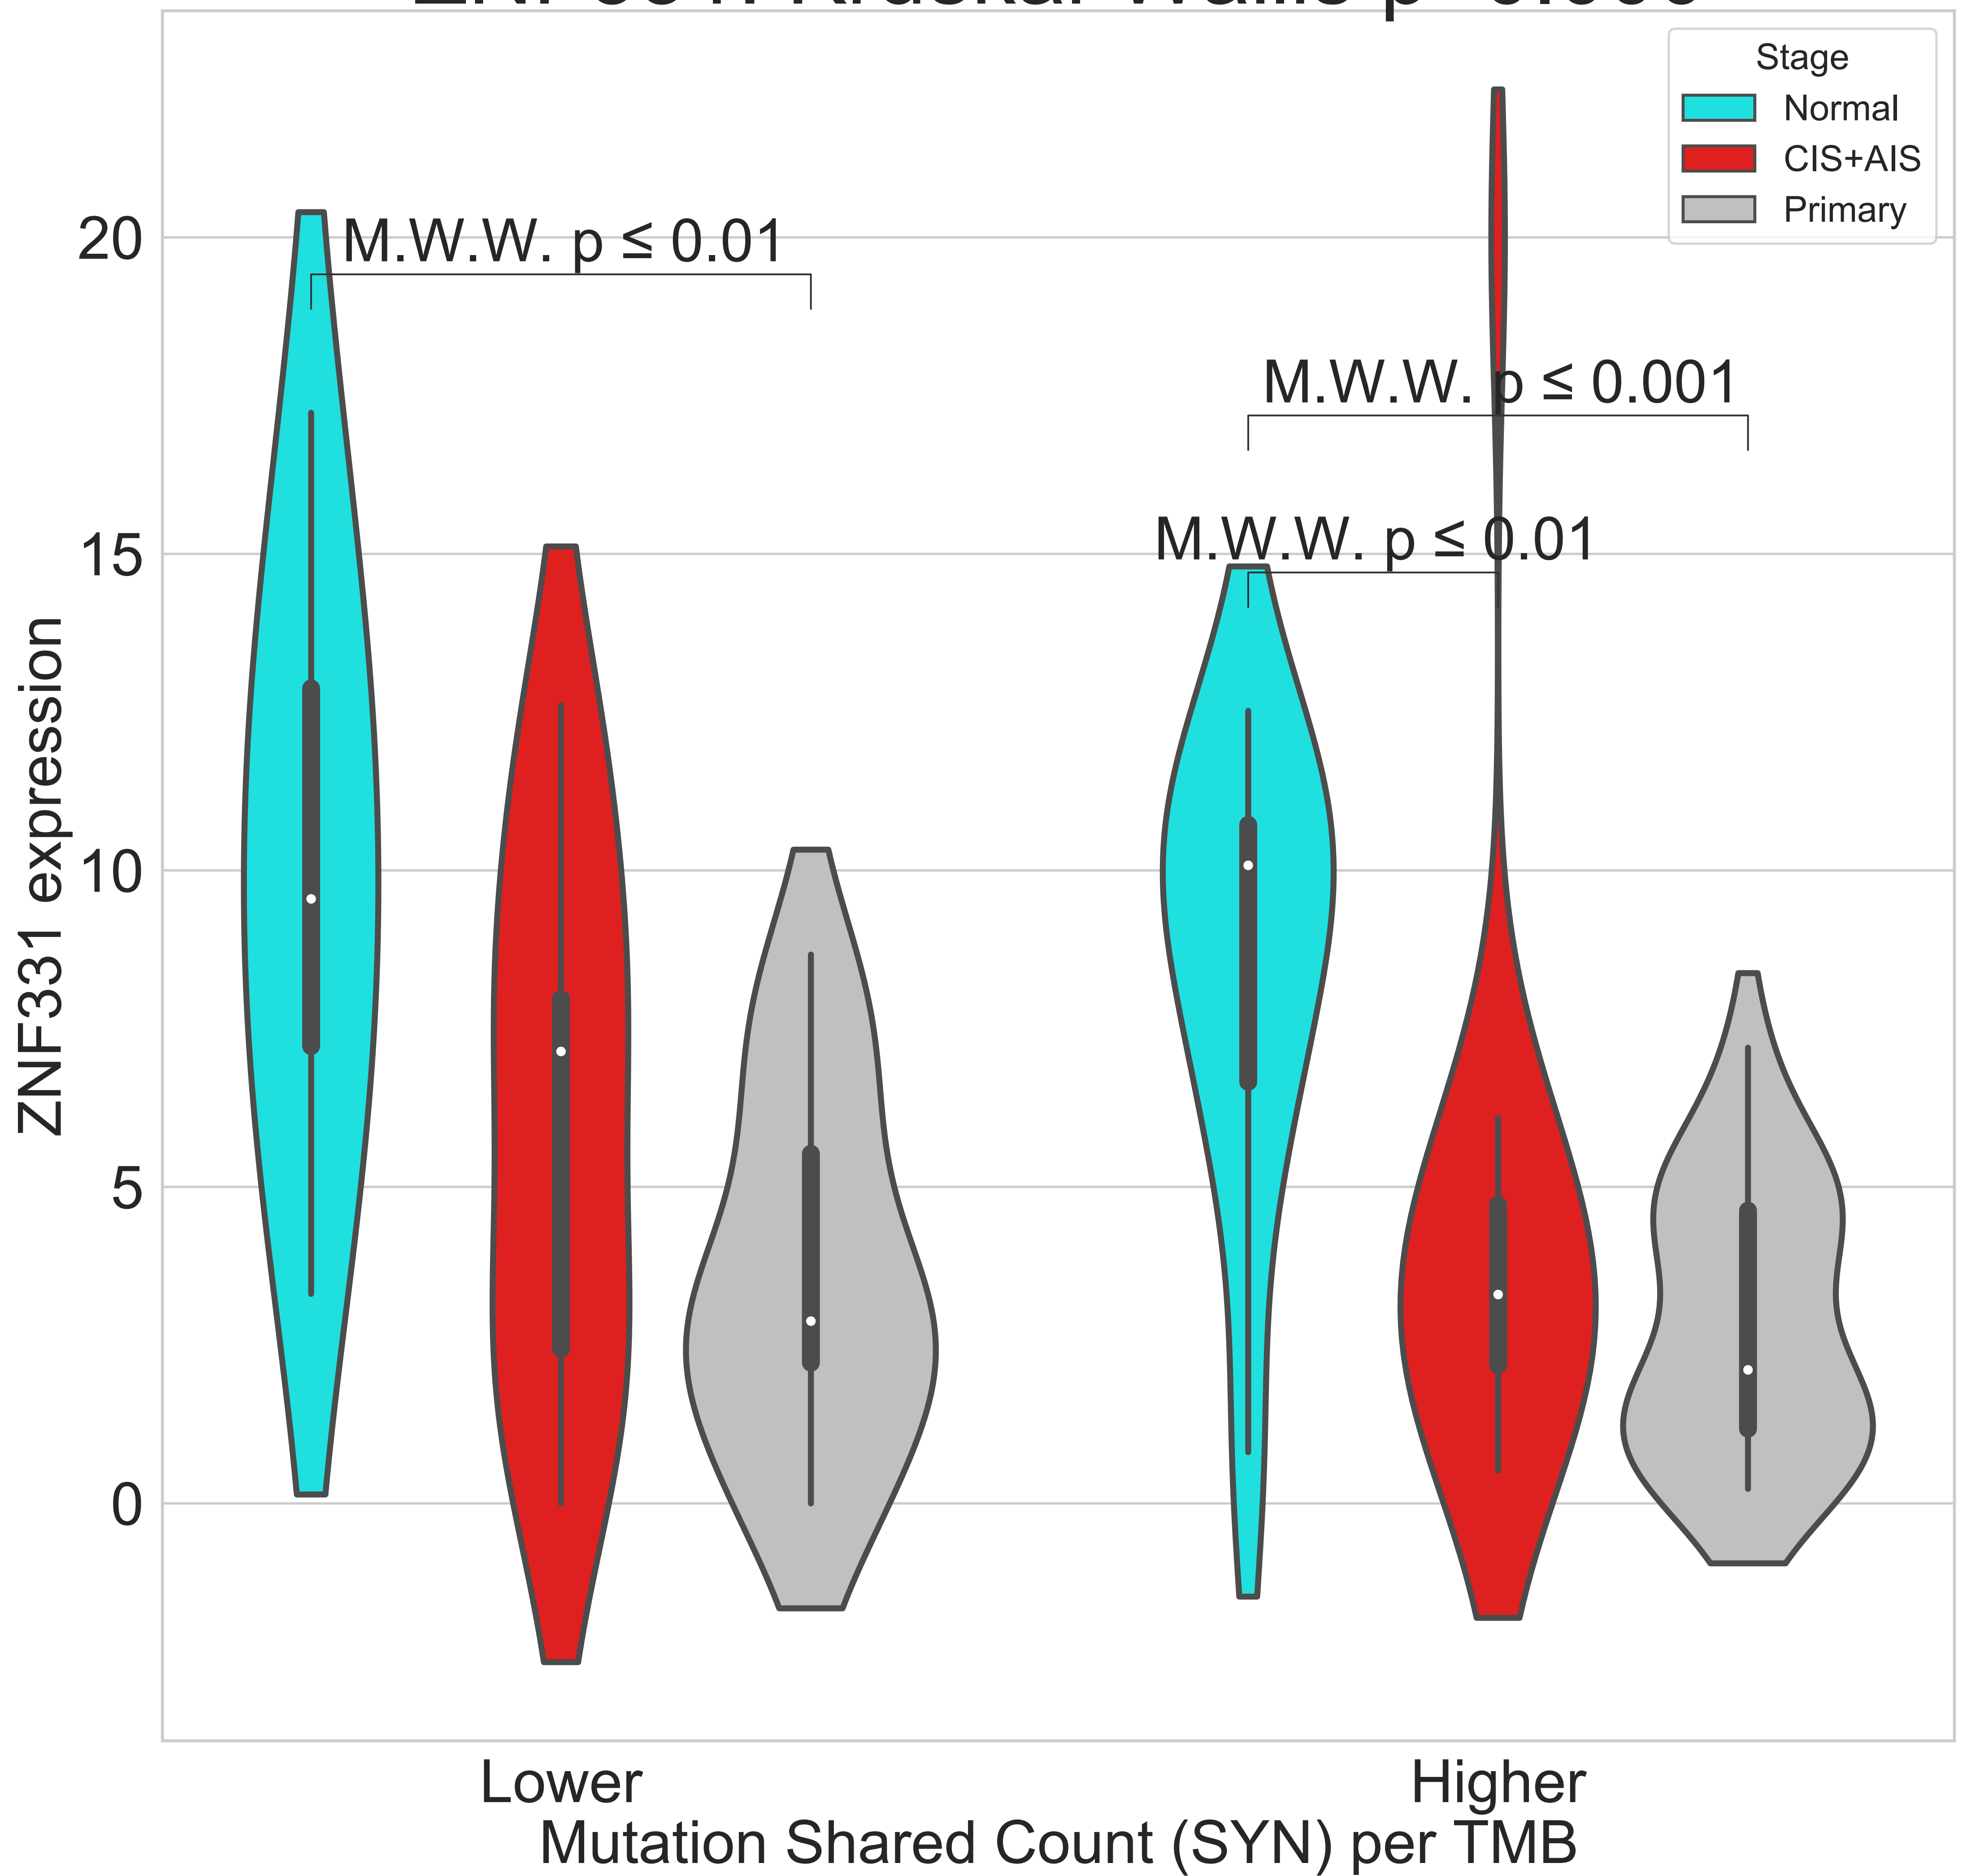 Stage
Normal
CIS+AIS
Primary
M.W.W. p ≤ 0.01
M.W.W. p ≤ 0.001
M.W.W. p ≤ 0.01
20
15
10
5
0
ZNF331 expression
Lower
Higher
Mutation Shared Count (SYN) per TMB